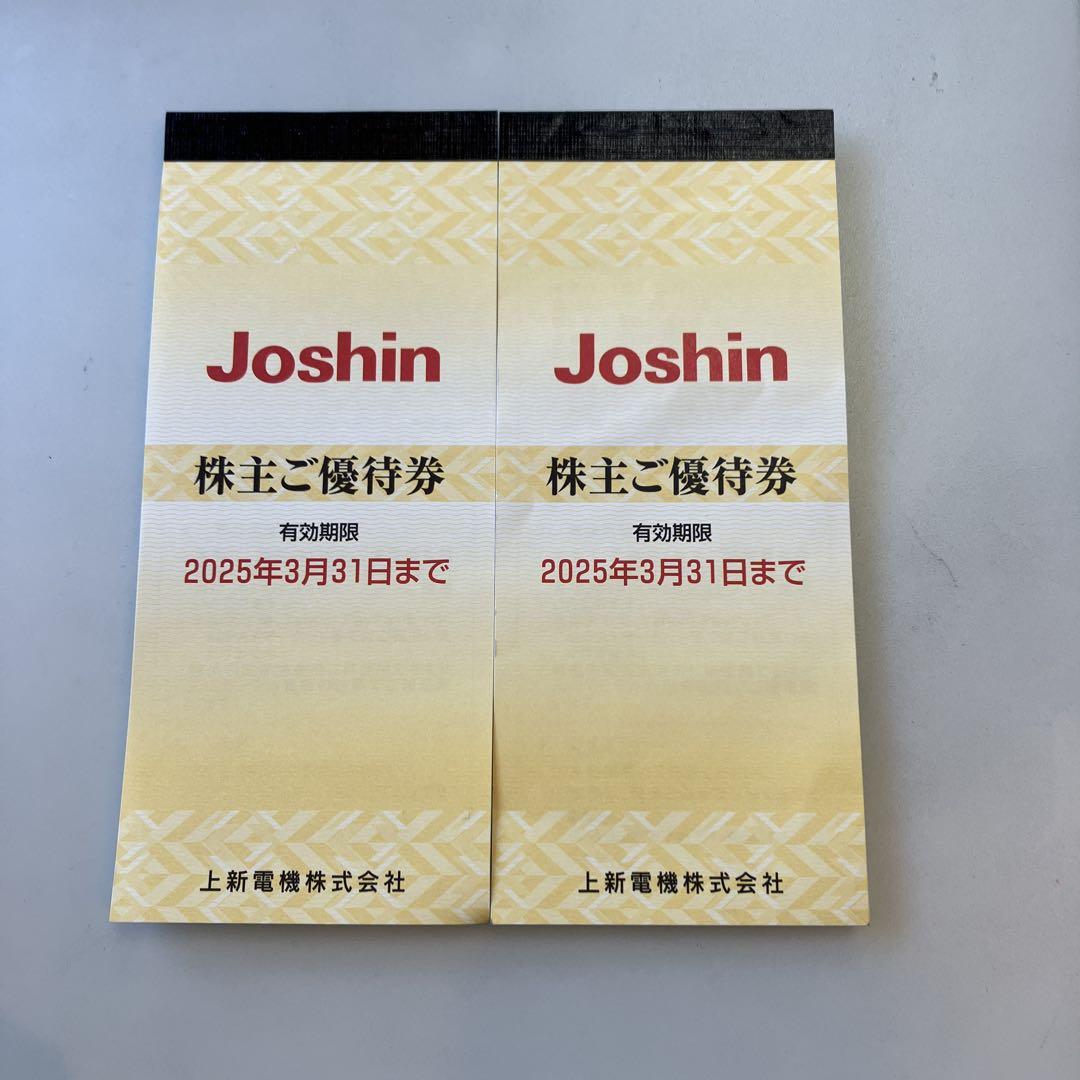 Joshin
株主ご優待券
有効期限
2025年3月31日まで
上新電機株式会社
Joshin
株主ご優待券
有効期限
2025年3月31日まで
上新電機株式会社